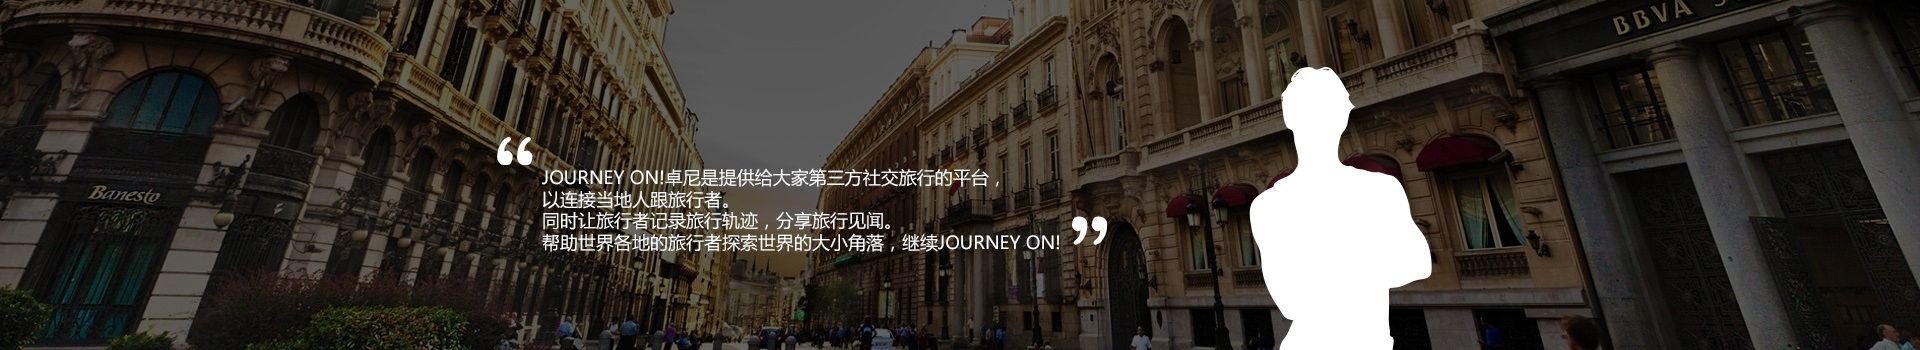 BBVA
“
JOURNEY ON!卓尼是提供给大家第三方社交旅行的平台，
以连接当地人跟旅行者。
同时让旅行者记录旅行轨迹，分享旅行见闻。
帮助世界各地的旅行者探索世界的大小角落，继续JOURNEY ON!
”
Banesto